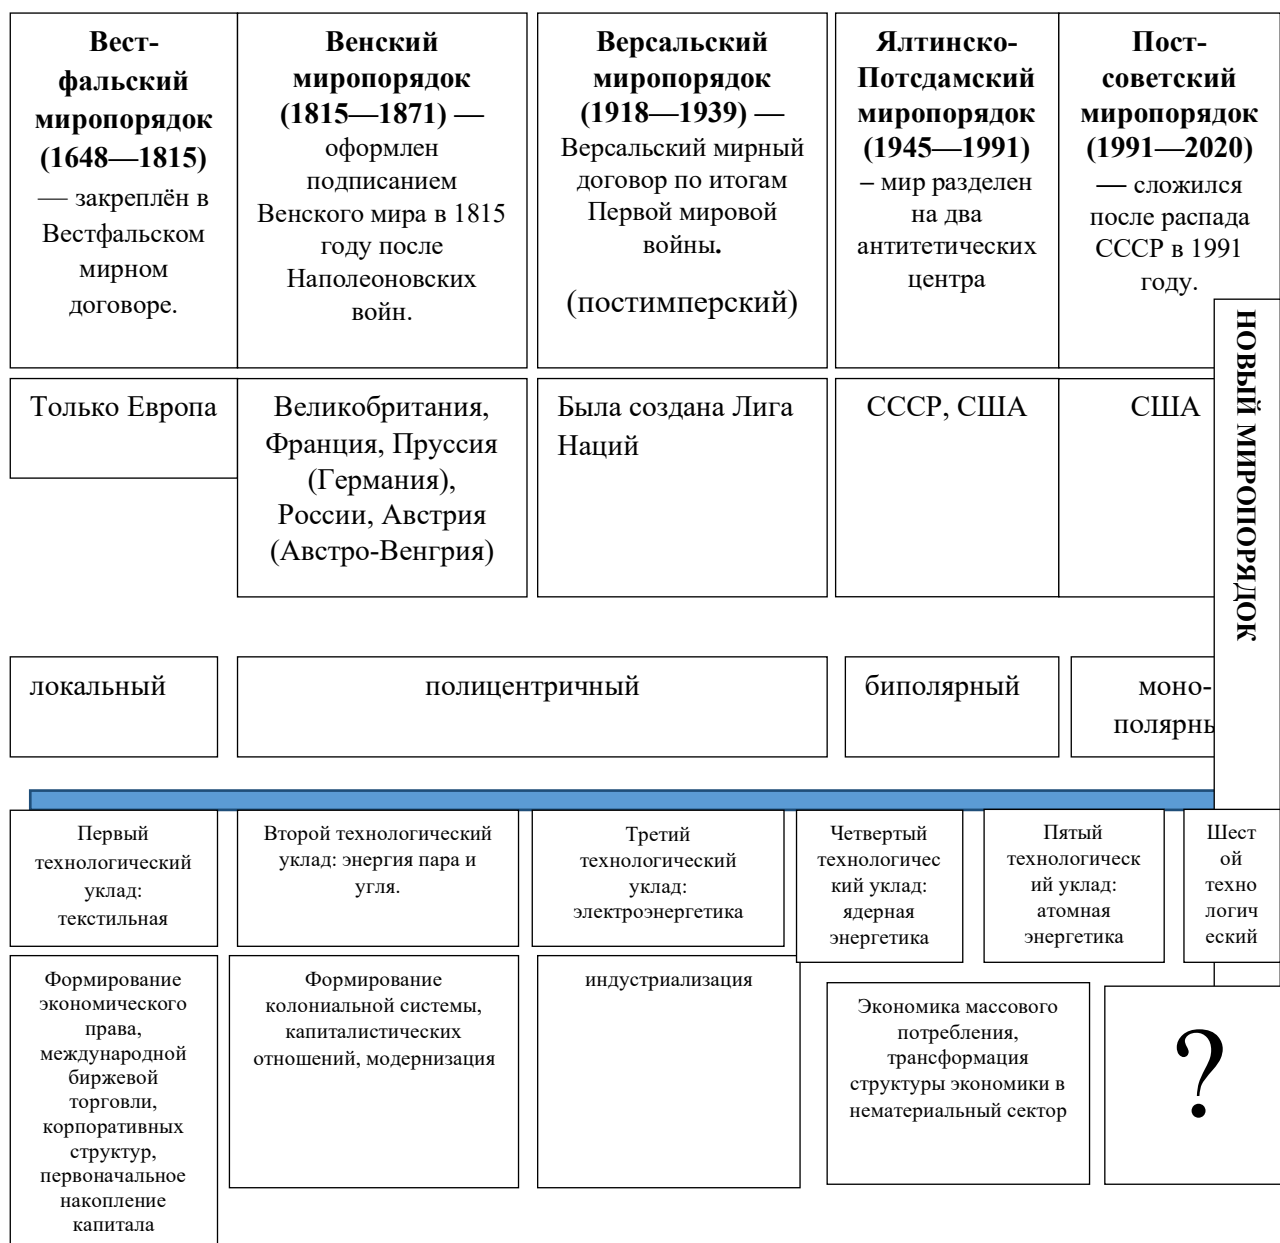 Вест-
фальский
миропорядок
(1648—1815)
— закреплён в
Вестфальском
мирном
договоре.
Венский
миропорядок
(1815—1871) —
оформлен
подписанием
Венского мира в 1815
году после
Наполеоновских
войн.
Версальский
миропорядок
(1918—1939) —
Версальский мирный
договор по итогам
Первой мировой
войны.
(постимперский)
Ялтинско-
Потсдамский
миропорядок
(1945—1991)
– мир разделен
на два
антитетических
центра
Пост-
советский
миропорядок
(1991—2020)
— сложился
после распада
СССР в 1991
году.
НОВЫЙ МИРОПОРЯДОК
Только Европа
Великобритания,
Франция, Пруссия
(Германия),
России, Австрия
(Австро-Венгрия)
Была создана Лига
Наций
СССР, США
США
локальный
полицентричный
биполярный
моно-
полярны
Первый
технологический
уклад:
текстильная
Второй технологический
уклад: энергия пара и
угля.
Третий
технологический
уклад:
электроэнергетика
Четвертый
технологичес
кий уклад:
ядерная
энергетика
Пятый
технологическ
ий уклад:
атомная
энергетика
Шест
ой
техно
логич
еский
Формирование
экономического
права,
международной
биржевой
торговли,
корпоративных
структур,
первоначальное
накопление
капитала
Формирование
колониальной системы,
капиталистических
отношений, модернизация
индустриализация
Экономика массового
потребления,
трансформация
структуры экономики в
нематериальный сектор
?